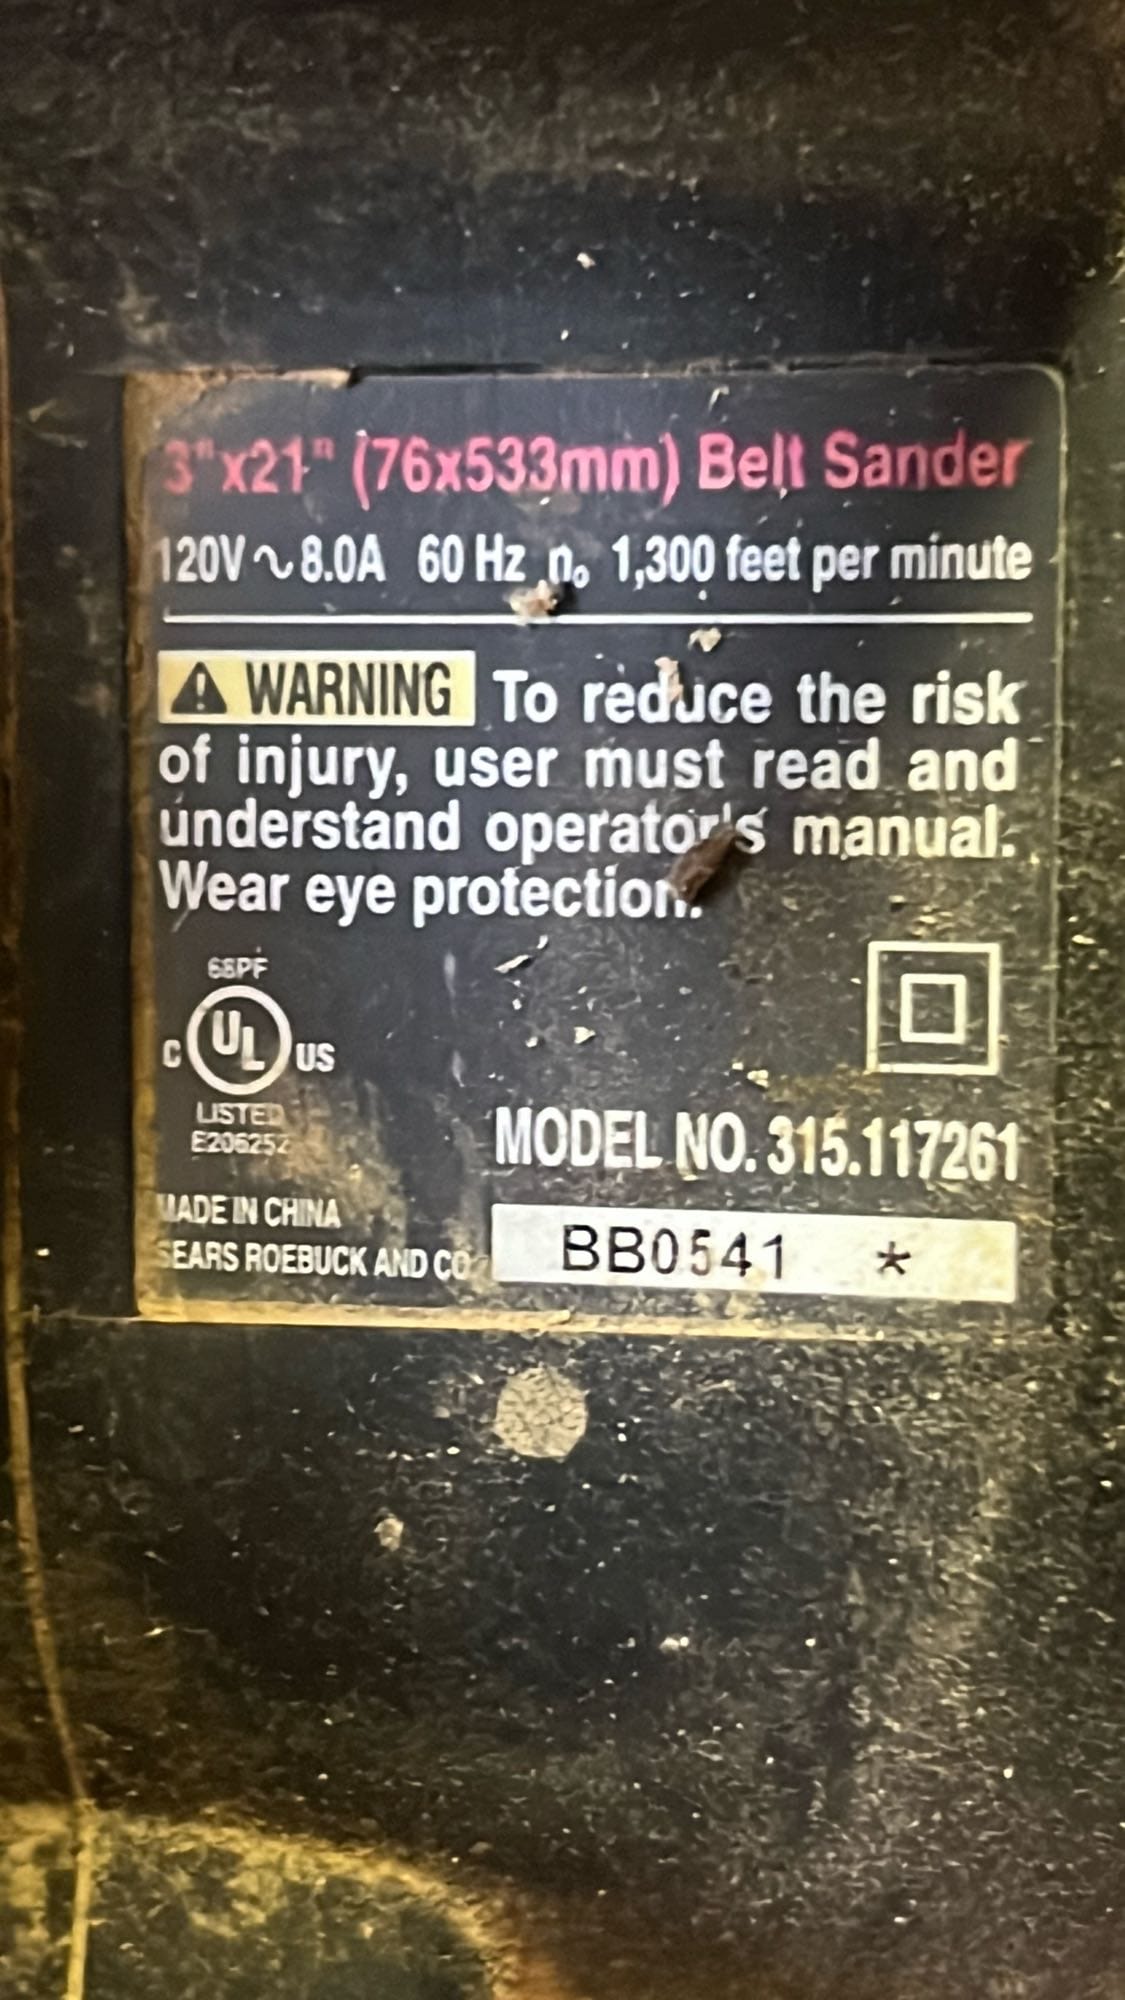 3"x21" (76x533mm) Belt Sander
120V ∿ 8.0A 60 Hz n₀ 1,300 feet per minute
⚠ WARNING To reduce the risk
of injury, user must read and
understand operator's manual.
Wear eye protection.
68PF
C UL US
LISTED
E206252
MODEL NO. 315.117261
MADE IN CHINA
SEARS ROEBUCK AND CO
BB0541 *